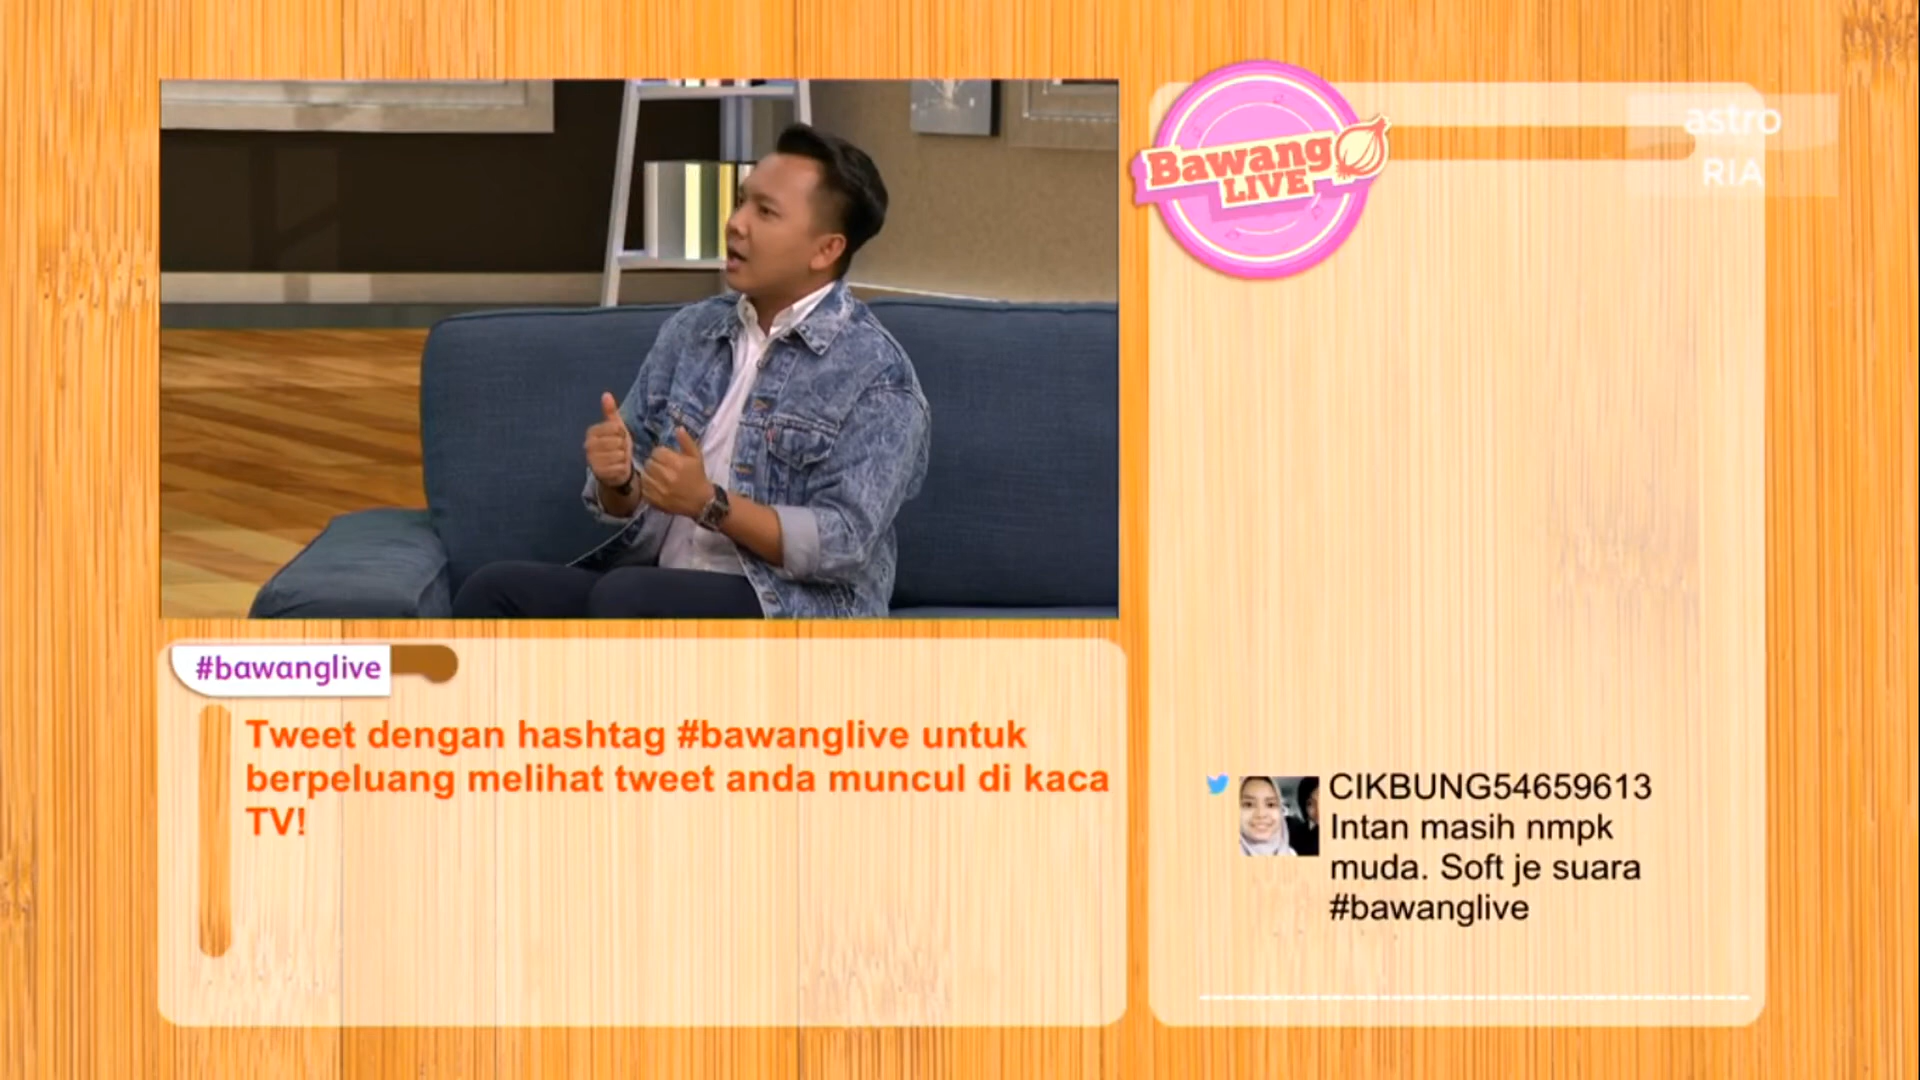 Bawang
LIVE
astro
RIA
#bawanglive
Tweet dengan hashtag #bawanglive untuk
berpeluang melihat tweet anda muncul di kaca
TV!
CIKBUNG54659613
Intan masih nmpk
muda. Soft je suara
#bawanglive